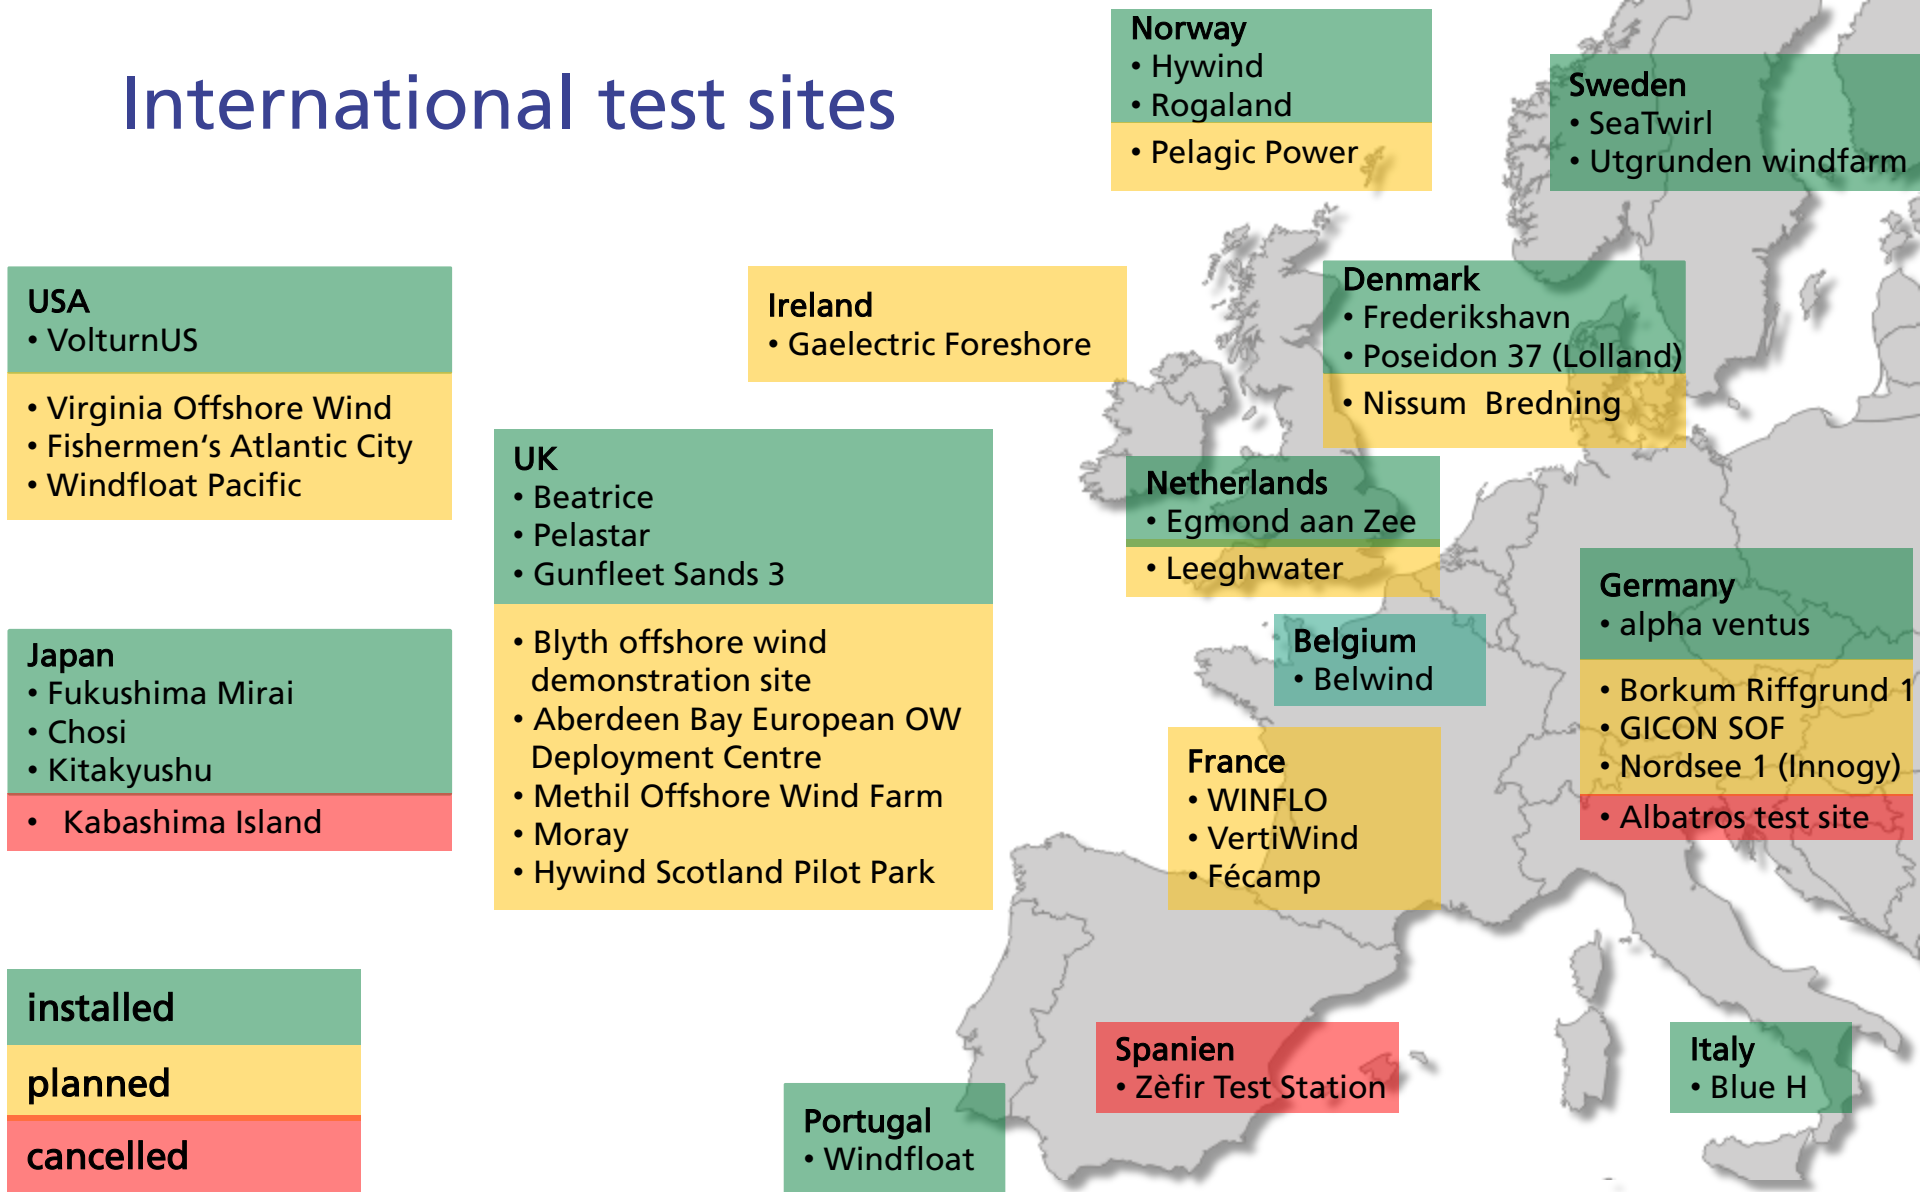 International test sites
Norway
• Hywind
• Rogaland
• Pelagic Power
Sweden
• SeaTwirl
• Utgrunden windfarm
USA
• VolturnUS
• Virginia Offshore Wind
• Fishermen‘s Atlantic City
• Windfloat Pacific
Ireland
• Gaelectric Foreshore
Denmark
• Frederikshavn
• Poseidon 37 (Lolland)
• Nissum Bredning
UK
• Beatrice
• Pelastar
• Gunfleet Sands 3
• Blyth offshore wind
demonstration site
• Aberdeen Bay European OW
Deployment Centre
• Methil Offshore Wind Farm
• Moray
• Hywind Scotland Pilot Park
Netherlands
• Egmond aan Zee
• Leeghwater
Germany
• alpha ventus
• Borkum Riffgrund 1
• GICON SOF
• Nordsee 1 (Innogy)
• Albatros test site
Belgium
• Belwind
Japan
• Fukushima Mirai
• Chosi
• Kitakyushu
• Kabashima Island
France
• WINFLO
• VertiWind
• Fécamp
installed
planned
cancelled
Spanien
• Zèfir Test Station
Italy
• Blue H
Portugal
• Windfloat